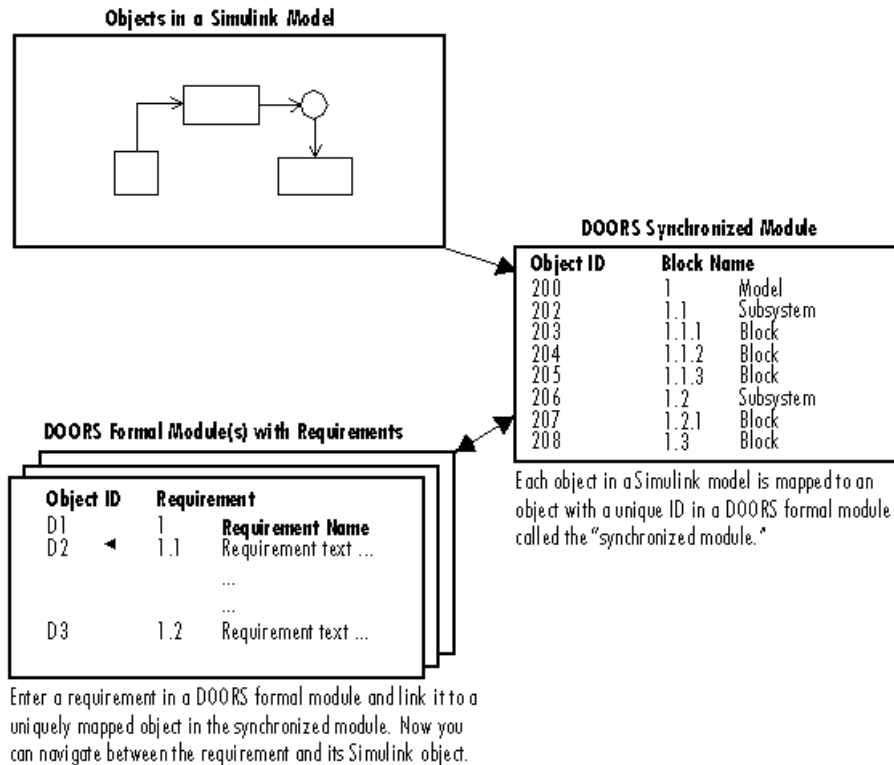 Objects in a Simulink Model
DOORS Synchronized Module
Object ID Block Name
200 1 Model
202 1.1 Subsystem
203 1.1.1 Block
204 1.1.2 Block
205 1.1.3 Block
206 1.2 Subsystem
207 1.2.1 Block
208 1.3 Block
Each object in a Simulink model is mapped to an
object with a unique ID in a DOORS formal module
called the "synchronized module."
DOORS Formal Module(s) with Requirements
Object ID Requirement
D1 1 Requirement Name
D2 1.1 Requirement text ...
...
...
D3 1.2 Requirement text ...
Enter a requirement in a DOORS formal module and link it to a
uniquely mapped object in the synchronized module. Now you
can navigate between the requirement and its Simulink object.